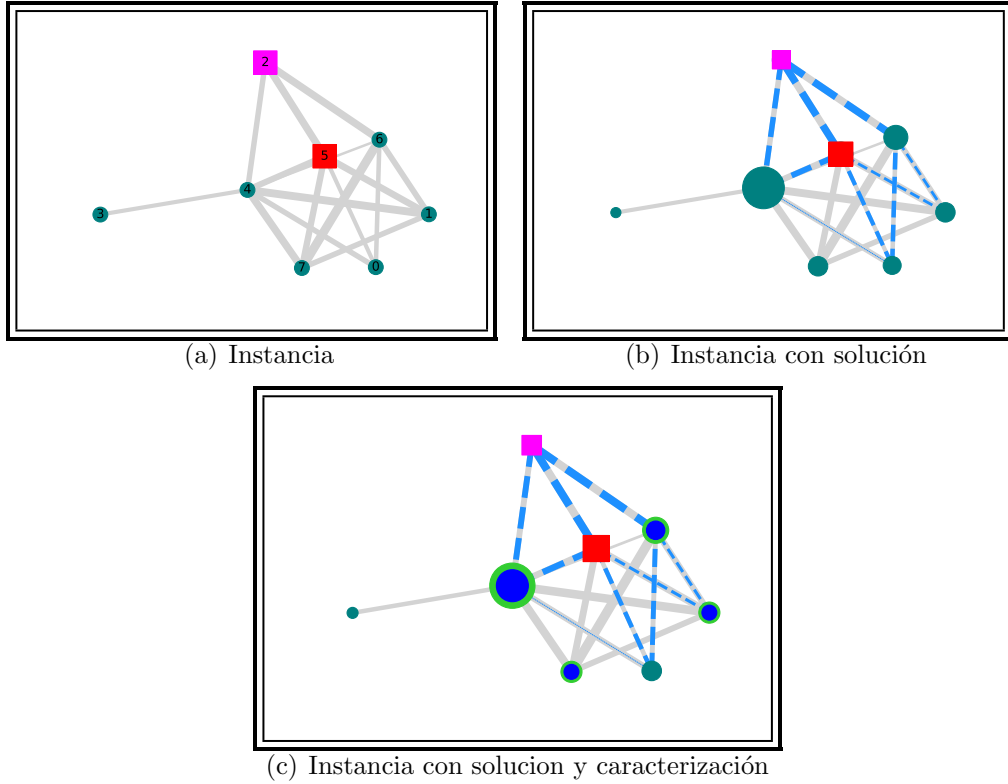 2
6
5
4
3
1
7
0
(a) Instancia
(b) Instancia con solución
(c) Instancia con solucion y caracterización